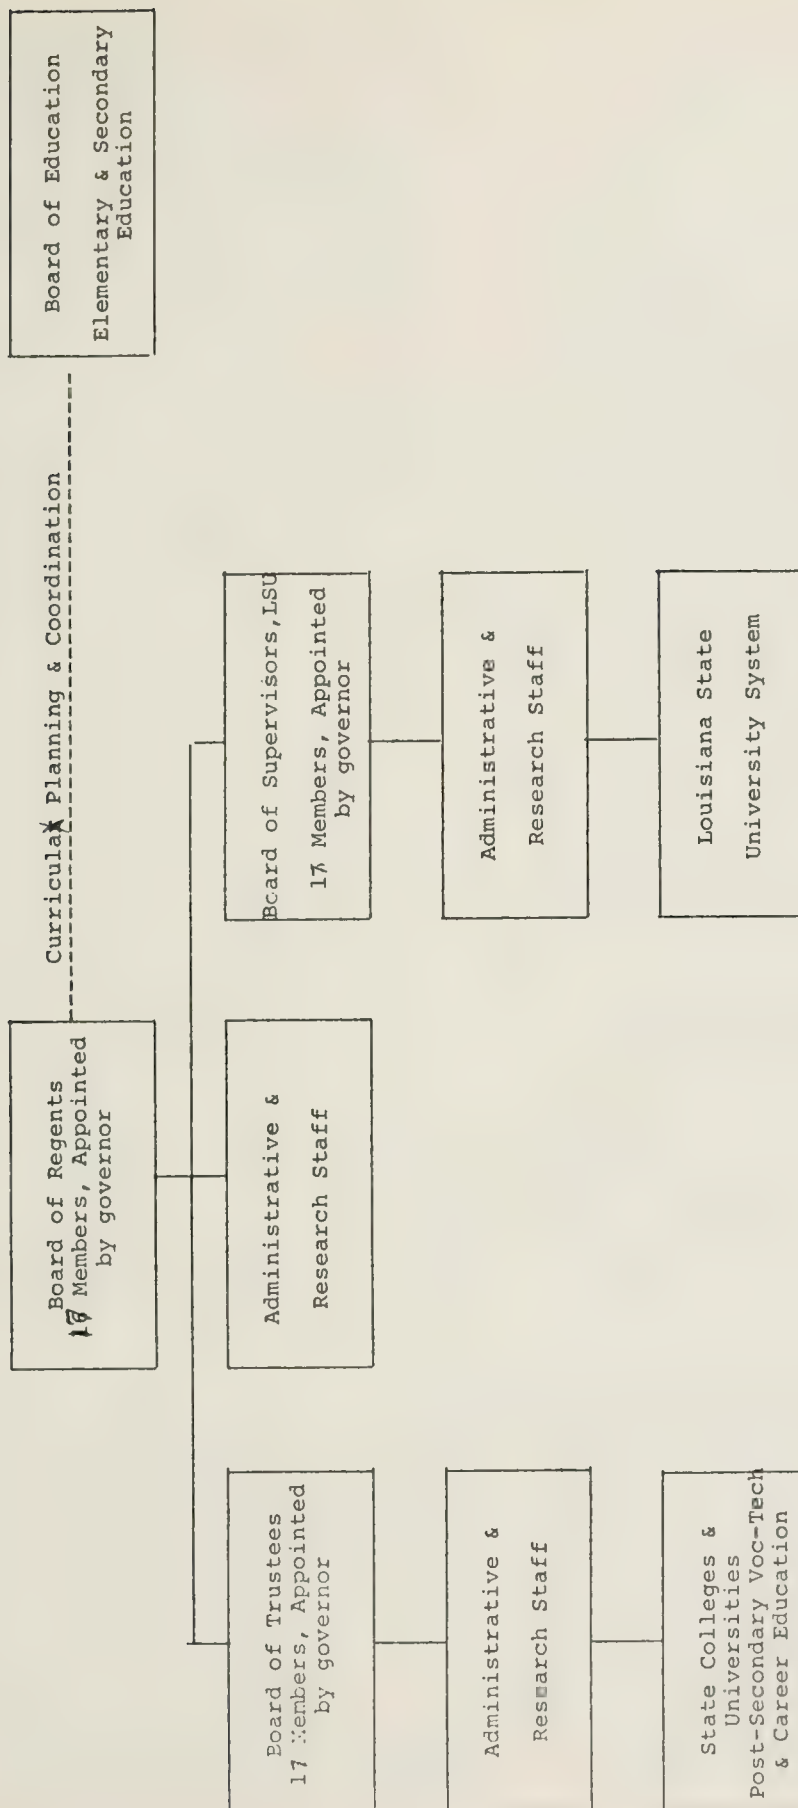 Board of Regents
Members, Appointed
by governor
Curricula Planning & Coordination
Board of Education
Elementary & Secondary
Education
Board of Trustees
17 Members, Appointed
by governor
Administrative &
Research Staff
Board of Supervisors,LSU
17 Members, Appointed
by governor
Administrative &
Research Staff
Administrative &
Research Staff
State Colleges &
Universities
Post-Secondary Voc-Tech
& Career Education
Louisiana State
University System